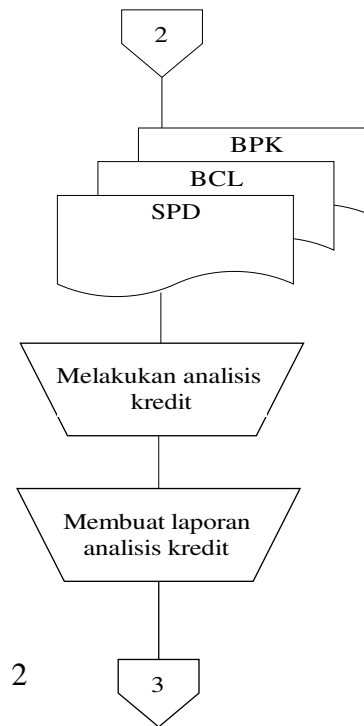 2
BPK
BCL
SPD
Melakukan analisis
kredit
Membuat laporan
analisis kredit
2
3